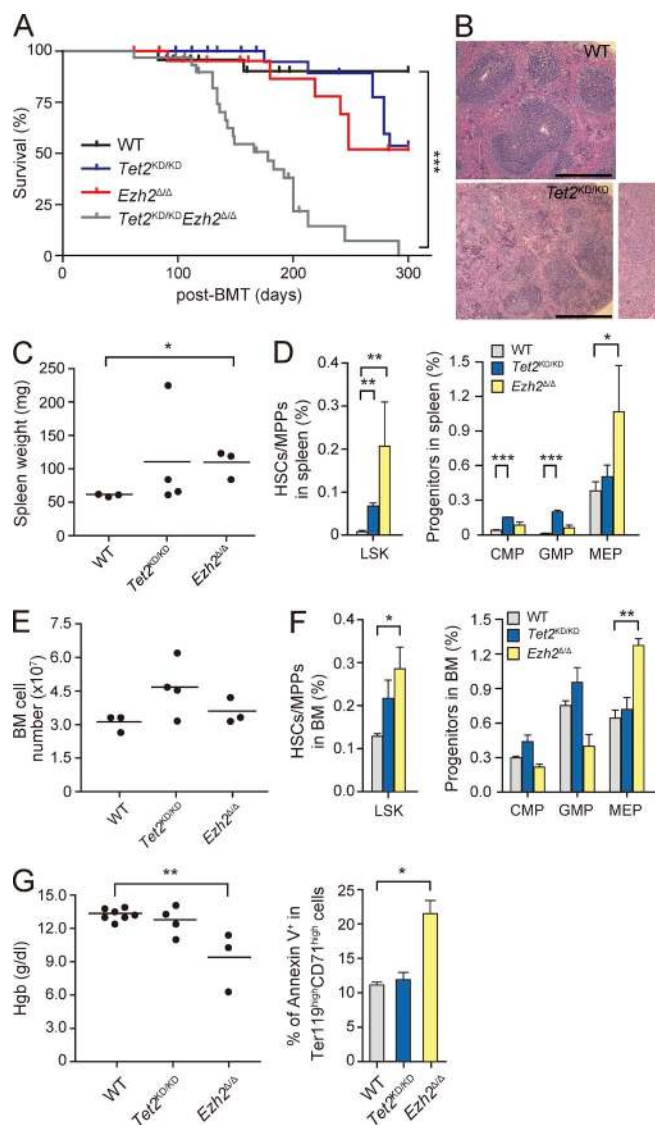 A
Survival (%)
100
75
50
25
0
WT
Tet2KD/KD
Ezh2Δ/Δ
Tet2KD/KDEzh2Δ/Δ
***
0
100
200
300
post-BMT (days)
B
WT
Tet2KD/KD
C
Spleen weight (mg)
250
200
150
100
50
0
*
WT
Tet2KD/KD
Ezh2Δ/Δ
D
HSCs/MPPs
in spleen (%)
0.4
0.3
0.2
0.1
0
**
**
LSK
Progenitors in spleen (%)
1.5
1.2
0.9
0.6
0.3
0
WT
Tet2KD/KD
Ezh2Δ/Δ
*
***
***
CMP
GMP
MEP
E
BM cell
number (x10⁷)
7.5
6.0
4.5
3.0
1.5
0
WT
Tet2KD/KD
Ezh2Δ/Δ
F
HSCs/MPPs
in BM (%)
0.4
0.3
0.2
0.1
0
*
LSK
Progenitors in BM (%)
1.5
1.2
0.9
0.6
0.3
0
WT
Tet2KD/KD
Ezh2Δ/Δ
**
CMP
GMP
MEP
G
Hgb (g/dl)
15.0
12.0
9.0
6.0
3.0
0
**
WT
Tet2KD/KD
Ezh2Δ/Δ
% of Annexin V⁺ in
Ter119highCD71high cells
25
20
15
10
5
0
*
WT
Tet2KD/KD
Ezh2Δ/Δ